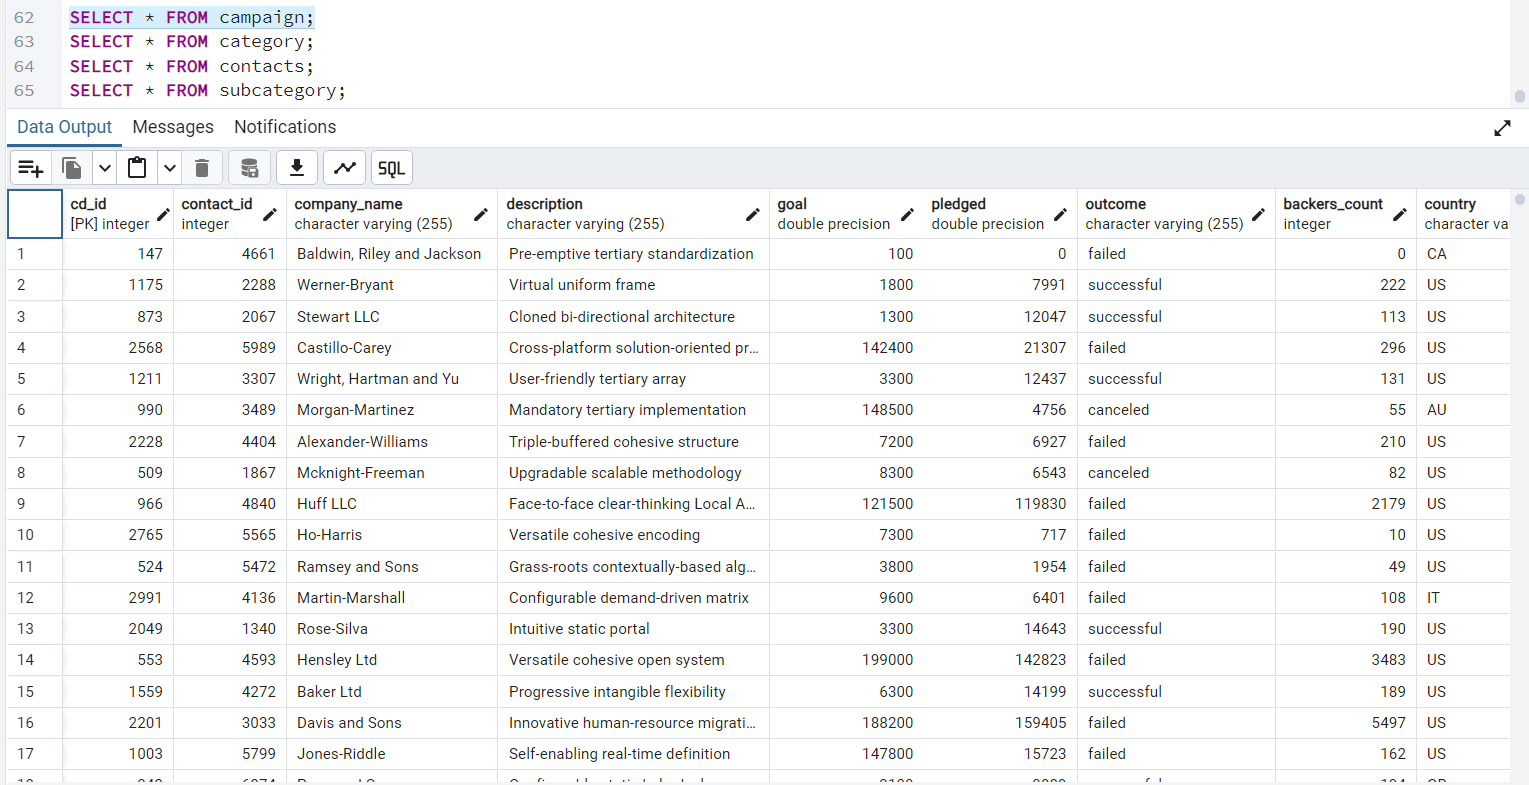 62 SELECT * FROM campaign;
63 SELECT * FROM category;
64 SELECT * FROM contacts;
65 SELECT * FROM subcategory;
Data Output Messages Notifications
SQL
cd_id contact_id company_name description goal pledged outcome backers_count country
[PK] integer integer character varying (255) character varying (255) double precision double precision character varying (255) integer character va
1 147 4661 Baldwin, Riley and Jackson Pre-emptive tertiary standardization 100 0 failed 0 CA
2 1175 2288 Werner-Bryant Virtual uniform frame 1800 7991 successful 222 US
3 873 2067 Stewart LLC Cloned bi-directional architecture 1300 12047 successful 113 US
4 2568 5989 Castillo-Carey Cross-platform solution-oriented pr... 142400 21307 failed 296 US
5 1211 3307 Wright, Hartman and Yu User-friendly tertiary array 3300 12437 successful 131 US
6 990 3489 Morgan-Martinez Mandatory tertiary implementation 148500 4756 canceled 55 AU
7 2228 4404 Alexander-Williams Triple-buffered cohesive structure 7200 6927 failed 210 US
8 509 1867 Mcknight-Freeman Upgradable scalable methodology 8300 6543 canceled 82 US
9 966 4840 Huff LLC Face-to-face clear-thinking Local A... 121500 119830 failed 2179 US
10 2765 5565 Ho-Harris Versatile cohesive encoding 7300 717 failed 10 US
11 524 5472 Ramsey and Sons Grass-roots contextually-based alg... 3800 1954 failed 49 US
12 2991 4136 Martin-Marshall Configurable demand-driven matrix 9600 6401 failed 108 IT
13 2049 1340 Rose-Silva Intuitive static portal 3300 14643 successful 190 US
14 553 4593 Hensley Ltd Versatile cohesive open system 199000 142823 failed 3483 US
15 1559 4272 Baker Ltd Progressive intangible flexibility 6300 14199 successful 189 US
16 2201 3033 Davis and Sons Innovative human-resource migrati... 188200 159405 failed 5497 US
17 1003 5799 Jones-Riddle Self-enabling real-time definition 147800 15723 failed 162 US